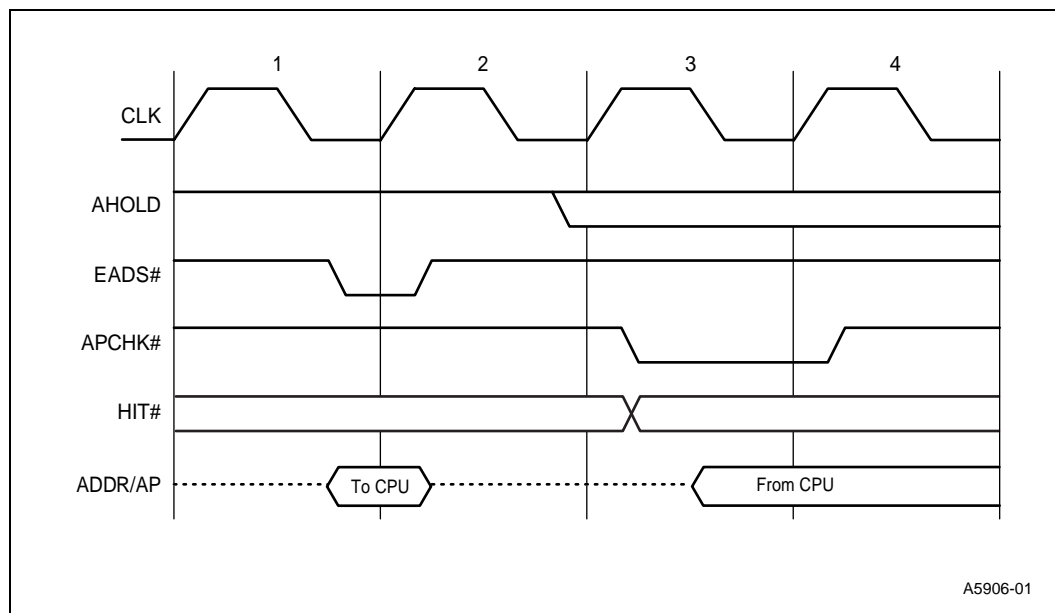 1 2 3 4
CLK
AHOLD
EADS#
APCHK#
HIT#
ADDR/AP To CPU From CPU
A5906-01